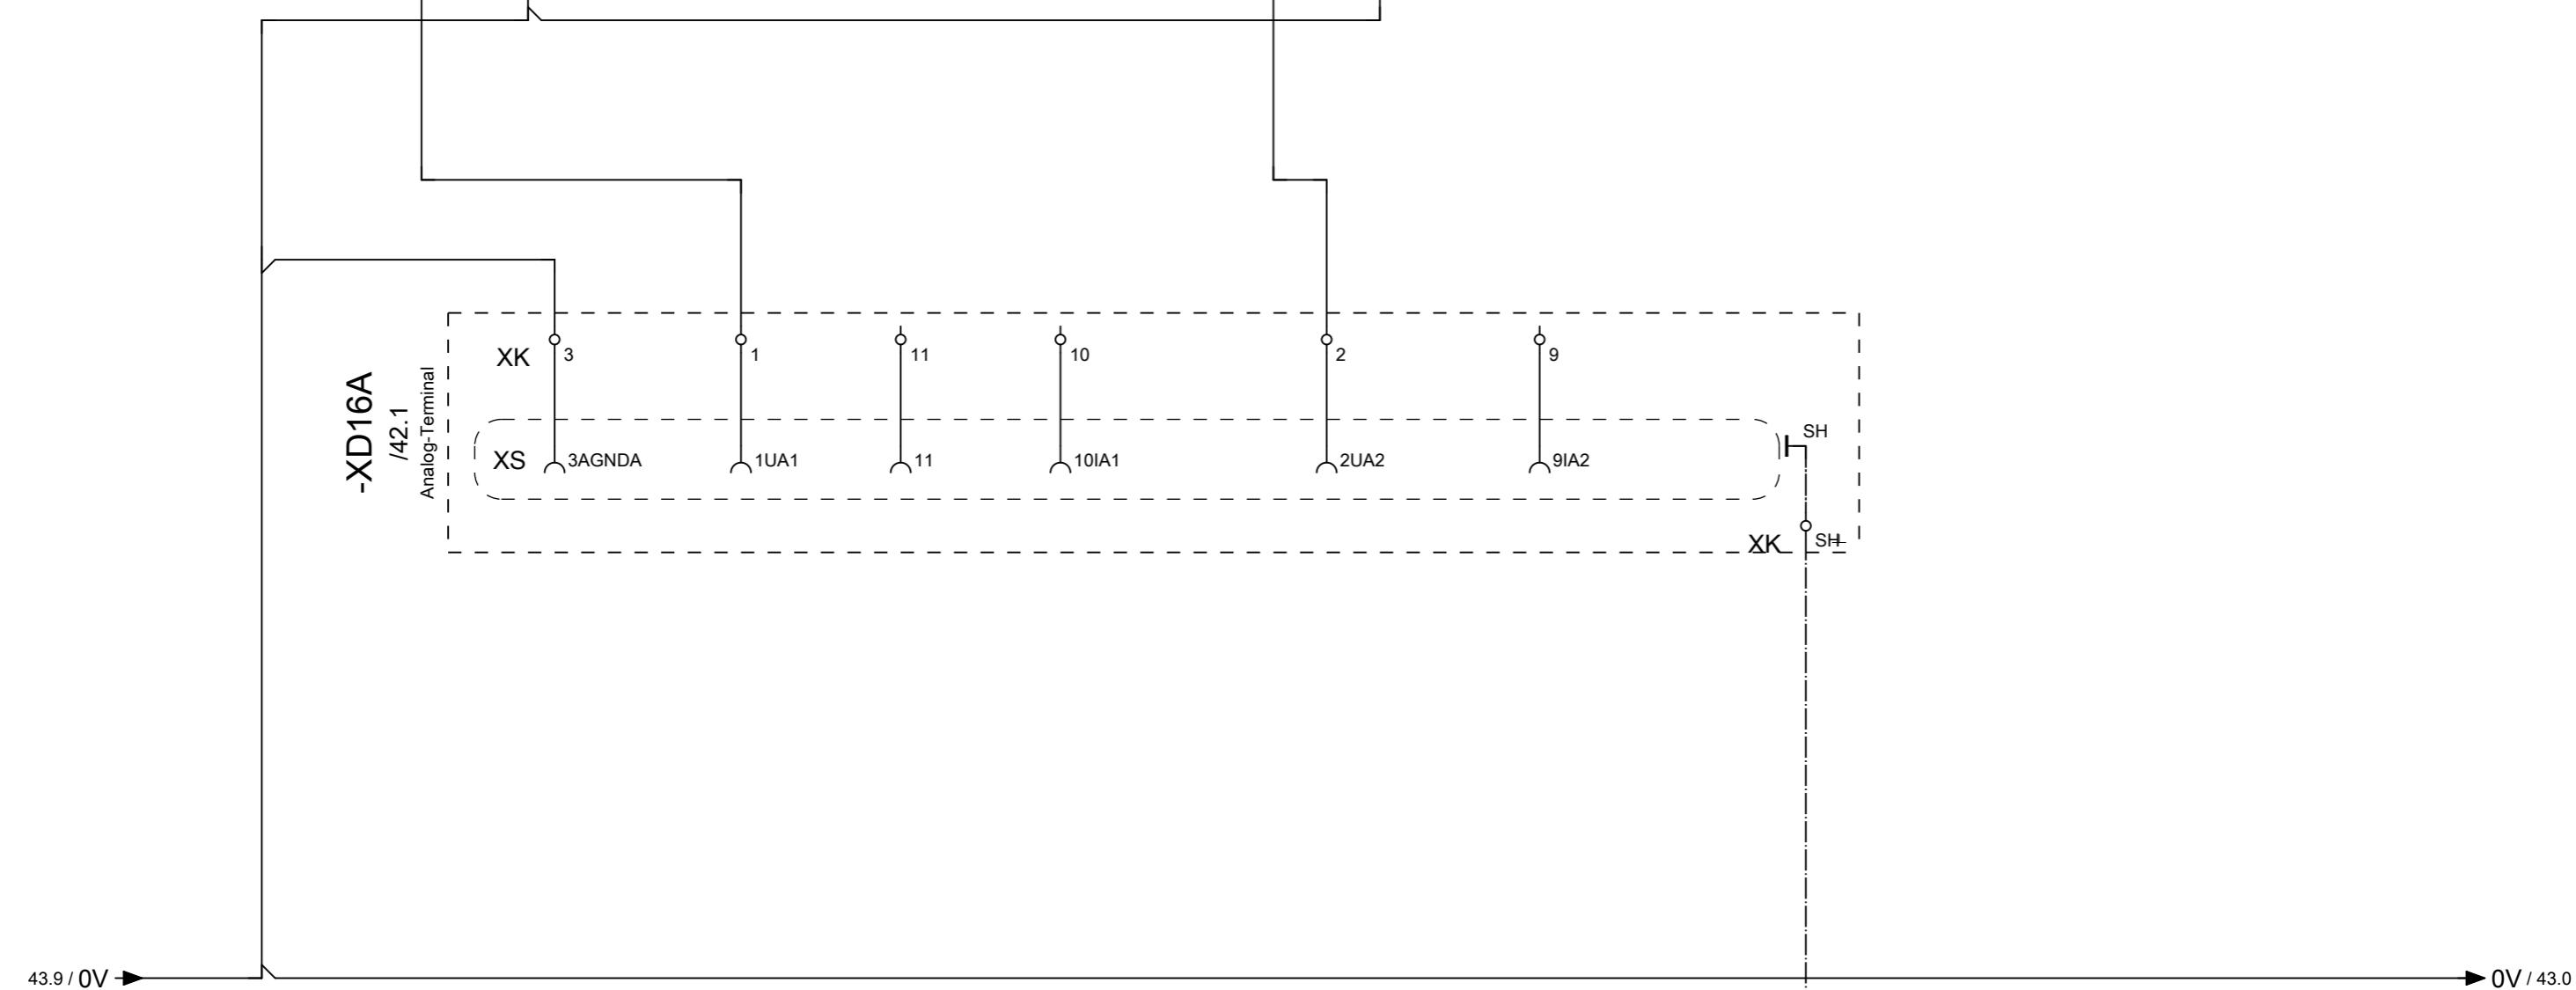 -XD16A
/42.1
Analog-Terminal
XK 3 1 11 10 2 9
XS 3AGNDA 1UA1 11 10IA1 2UA2 9IA2
SH
XK SH
43.9 / 0V
0V / 43.0